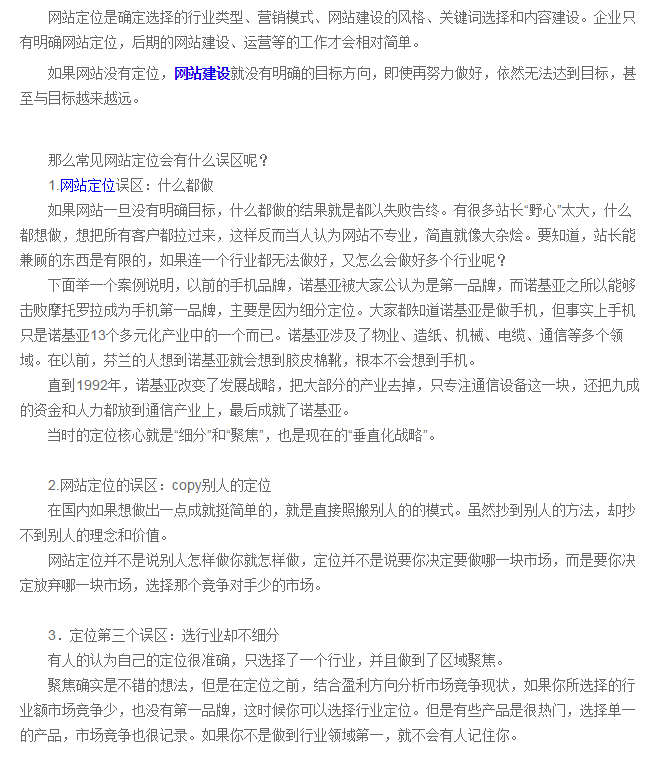 网站定位是确定选择的行业类型、营销模式、网站建设的风格、关键词选择和内容建设。企业只
有明确网站定位，后期的网站建设、运营等的工作才会相对简单。
如果网站没有定位，网站建设就没有明确的目标方向，即使再努力做好，依然无法达到目标，甚
至与目标越来越远。
那么常见网站定位会有什么误区呢？
1.网站定位误区：什么都做
如果网站一旦没有明确目标，什么都做的结果就是都以失败告终。有很多站长“野心”太大，什么
都想做，想把所有客户都拉过来，这样反而当人认为网站不专业，简直就像大杂烩。要知道，站长能
兼顾的东西是有限的，如果连一个行业都无法做好，又怎么会做好多个行业呢？
下面举一个案例说明，以前的手机品牌，诺基亚被大家公认为是第一品牌，而诺基亚之所以能够
击败摩托罗拉成为手机第一品牌，主要是因为细分定位。大家都知道诺基亚是做手机，但事实上手机
只是诺基亚13个多元化产业中的一个而已。诺基亚涉及了物业、造纸、机械、电缆、通信等多个领
域。在以前，芬兰的人想到诺基亚就会想到胶皮棉靴，根本不会想到手机。
直到1992年，诺基亚改变了发展战略，把大部分的产业去掉，只专注通信设备这一块，还把九成
的资金和人力都放到通信产业上，最后成就了诺基亚。
当时的定位核心就是“细分”和“聚焦”，也是现在的“垂直化战略”。
2.网站定位的误区：copy别人的定位
在国内如果想做出一点成就挺简单的，就是直接照搬别人的的模式。虽然抄到别人的方法，却抄
不到别人的理念和价值。
网站定位并不是说别人怎样做你就怎样做，定位并不是说要你决定要做哪一块市场，而是要你决
定放弃哪一块市场，选择那个竞争对手少的市场。
3．定位第三个误区：选行业却不细分
有人的认为自己的定位很准确，只选择了一个行业，并且做到了区域聚焦。
聚焦确实是不错的想法，但是在定位之前，结合盈利方向分析市场竞争现状，如果你所选择的行
业额市场竞争少，也没有第一品牌，这时候你可以选择行业定位。但是有些产品是很热门，选择单一
的产品，市场竞争也很记录。如果你不是做到行业领域第一，就不会有人记住你。